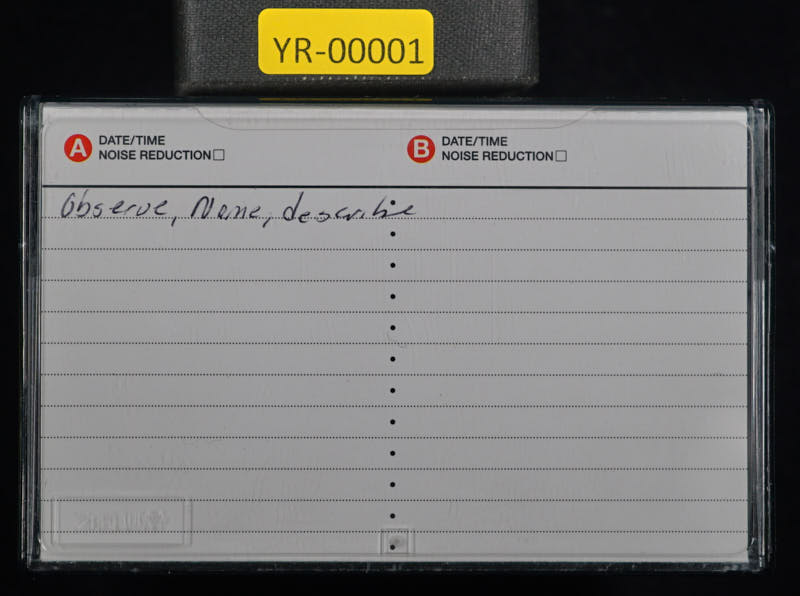 YR-00001
A DATE/TIME
NOISE REDUCTION
B DATE/TIME
NOISE REDUCTION
Observe, Name, describe